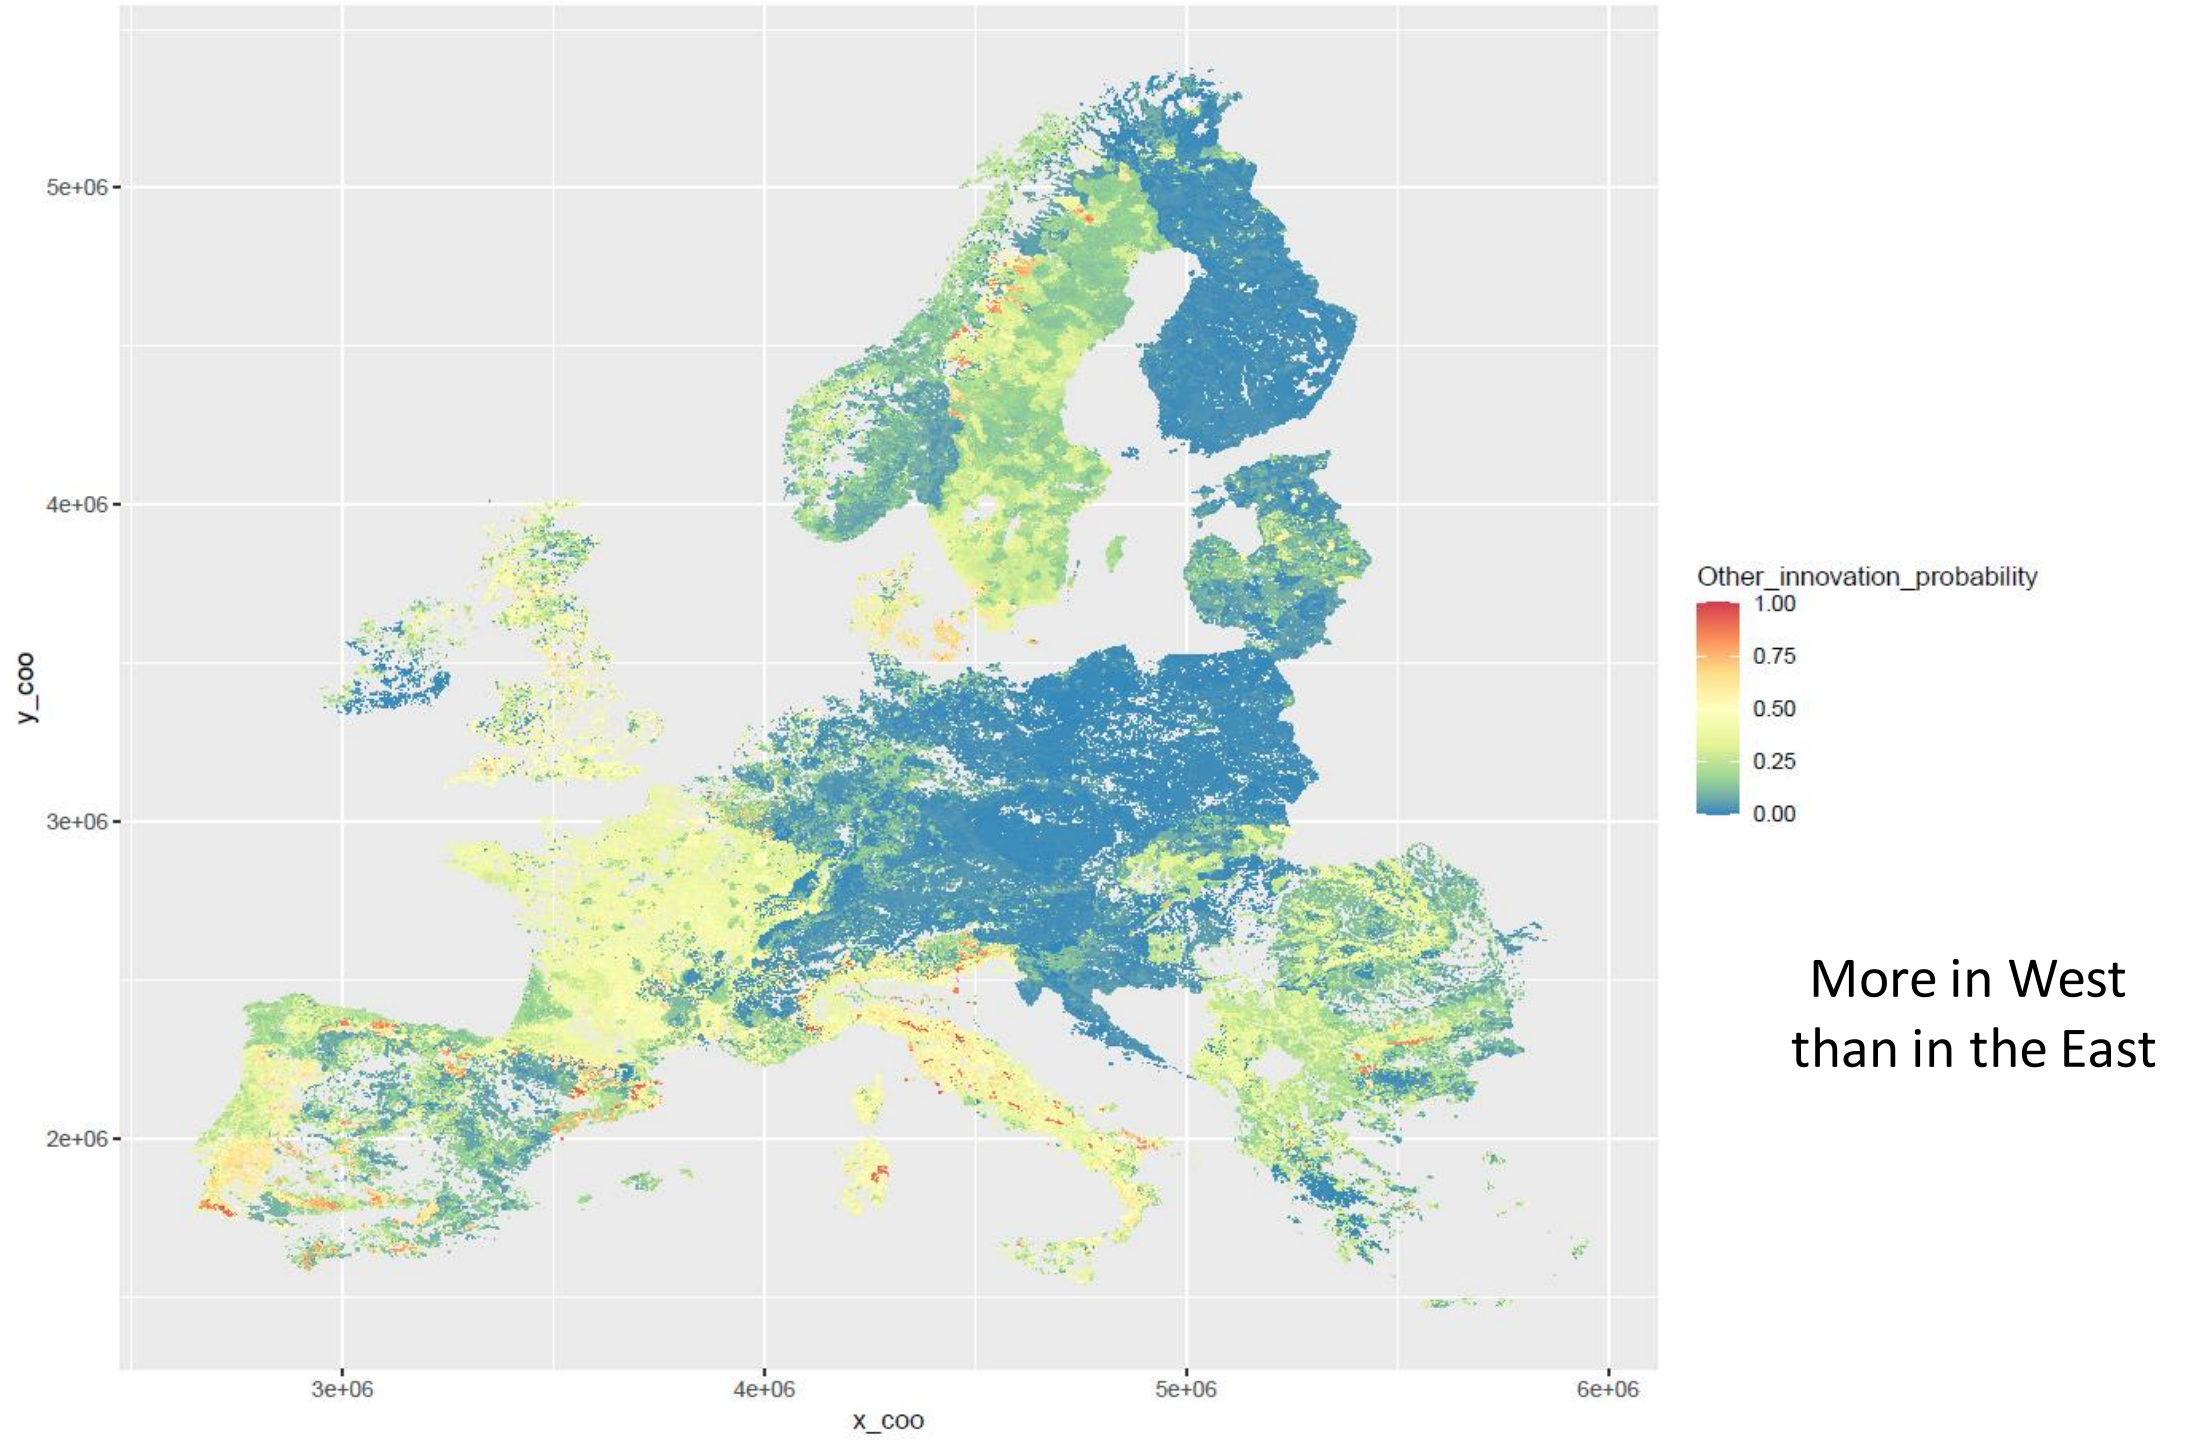 5e+06
4e+06
3e+06
2e+06
y_coo
3e+06
4e+06
5e+06
6e+06
x_coo
Other_innovation_probability
1.00
0.75
0.50
0.25
0.00
More in West
than in the East